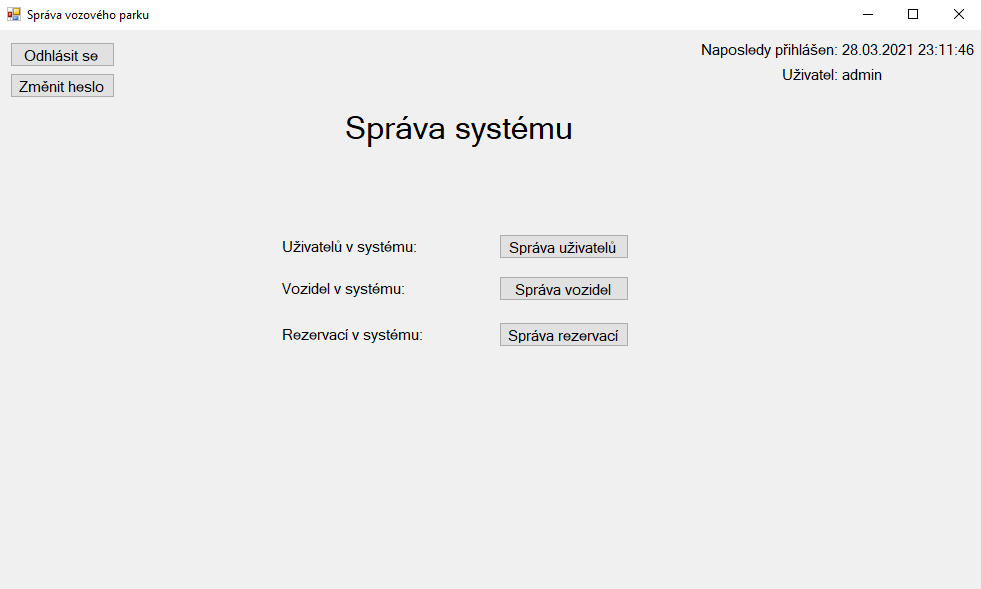 Správa vozového parku
Odhlásit se
Naposledy přihlášen: 28.03.2021 23:11:46
Uživatel: admin
Změnit heslo
Správa systému
Uživatelů v systému: Správa uživatelů
Vozidel v systému: Správa vozidel
Rezervací v systému: Správa rezervací